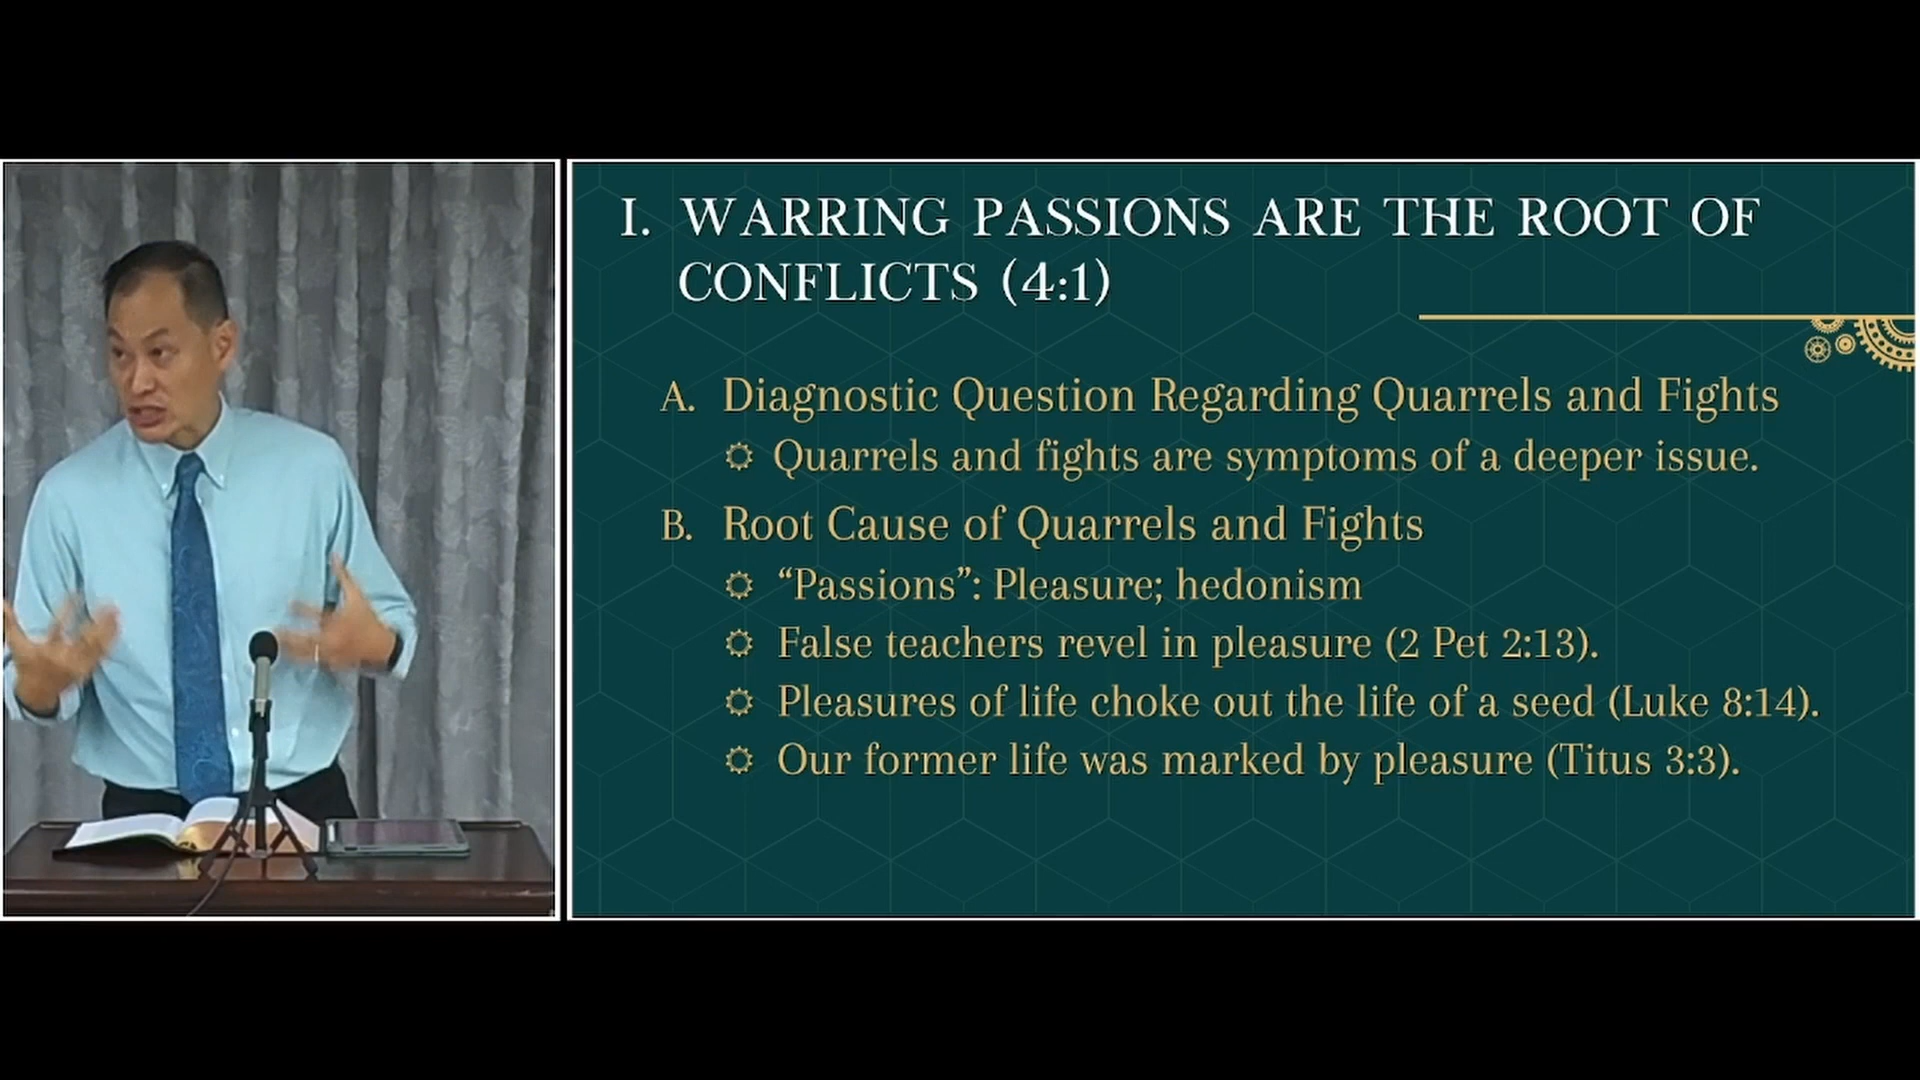 I. WARRING PASSIONS ARE THE ROOT OF
CONFLICTS (4:1)
A. Diagnostic Question Regarding Quarrels and Fights
Quarrels and fights are symptoms of a deeper issue.
B. Root Cause of Quarrels and Fights
“Passions”: Pleasure; hedonism
False teachers revel in pleasure (2 Pet 2:13).
Pleasures of life choke out the life of a seed (Luke 8:14).
Our former life was marked by pleasure (Titus 3:3).